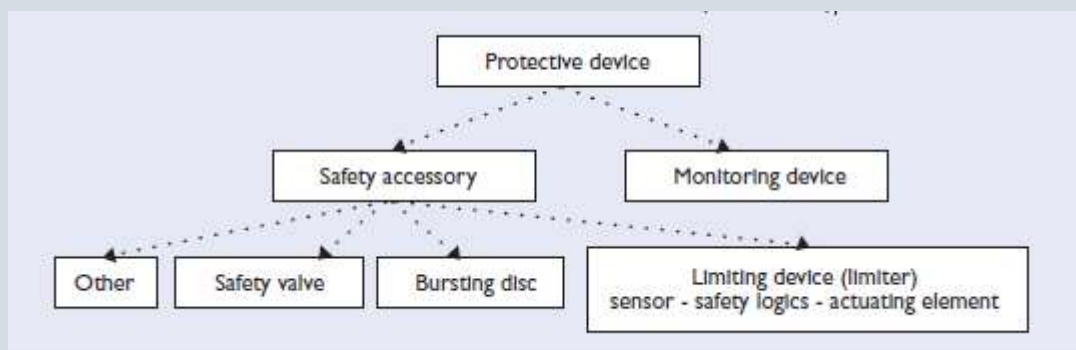 Protective device
Safety accessory
Monitoring device
Other
Safety valve
Bursting disc
Limiting device (limiter)
sensor - safety logics - actuating element